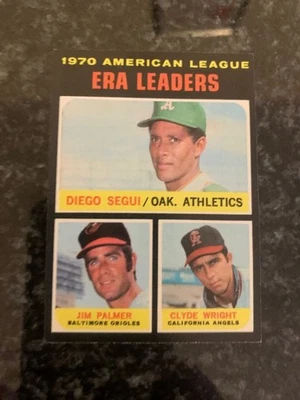 1970 AMERICAN LEAGUE
ERA LEADERS
A
DIEGO SEGUI/OAK. ATHLETICS
JIM PALMER
BALTIMORE ORIOLES
CLYDE WRIGHT
CALIFORNIA ANGELS